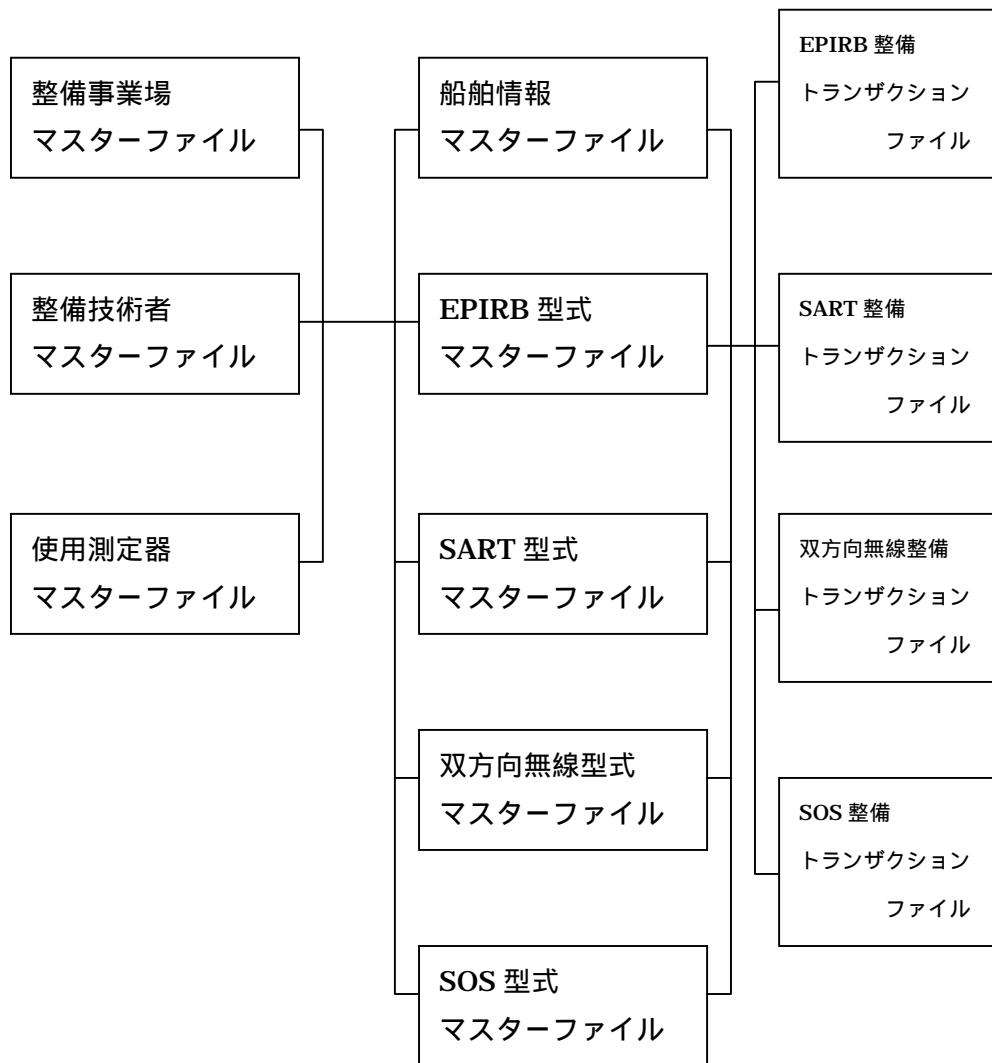 整備事業場
マスターファイル
整備技術者
マスターファイル
使用測定器
マスターファイル
船舶情報
マスターファイル
EPIRB 型式
マスターファイル
SART 型式
マスターファイル
双方向無線型式
マスターファイル
SOS 型式
マスターファイル
EPIRB 整備
トランザクション
ファイル
SART 整備
トランザクション
ファイル
双方向無線整備
トランザクション
ファイル
SOS 整備
トランザクション
ファイル